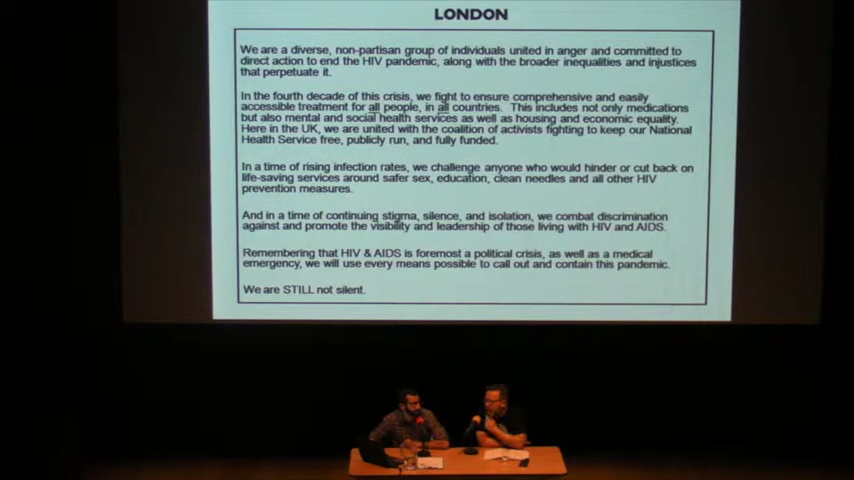 LONDON
We are a diverse, non-partisan group of individuals united in anger and committed to
direct action to end the HIV pandemic, along with the broader inequalities and injustices
that perpetuate it.
In the fourth decade of this crisis, we fight to ensure comprehensive and easily
accessible treatment for all people, in all countries. This includes not only medications
but also mental and social health services as well as housing and economic equality.
Here in the UK, we are united with the coalition of activists fighting to keep our National
Health Service free, publicly run, and fully funded.
In a time of rising infection rates, we challenge anyone who would hinder or cut back on
life-saving services around safer sex, education, clean needles and all other HIV
prevention measures.
And in a time of continuing stigma, silence, and isolation, we combat discrimination
against and promote the visibility and leadership of those living with HIV and AIDS.
Remembering that HIV & AIDS is foremost a political crisis, as well as a medical
emergency, we will use every means possible to call out and contain this pandemic.
We are STILL not silent.